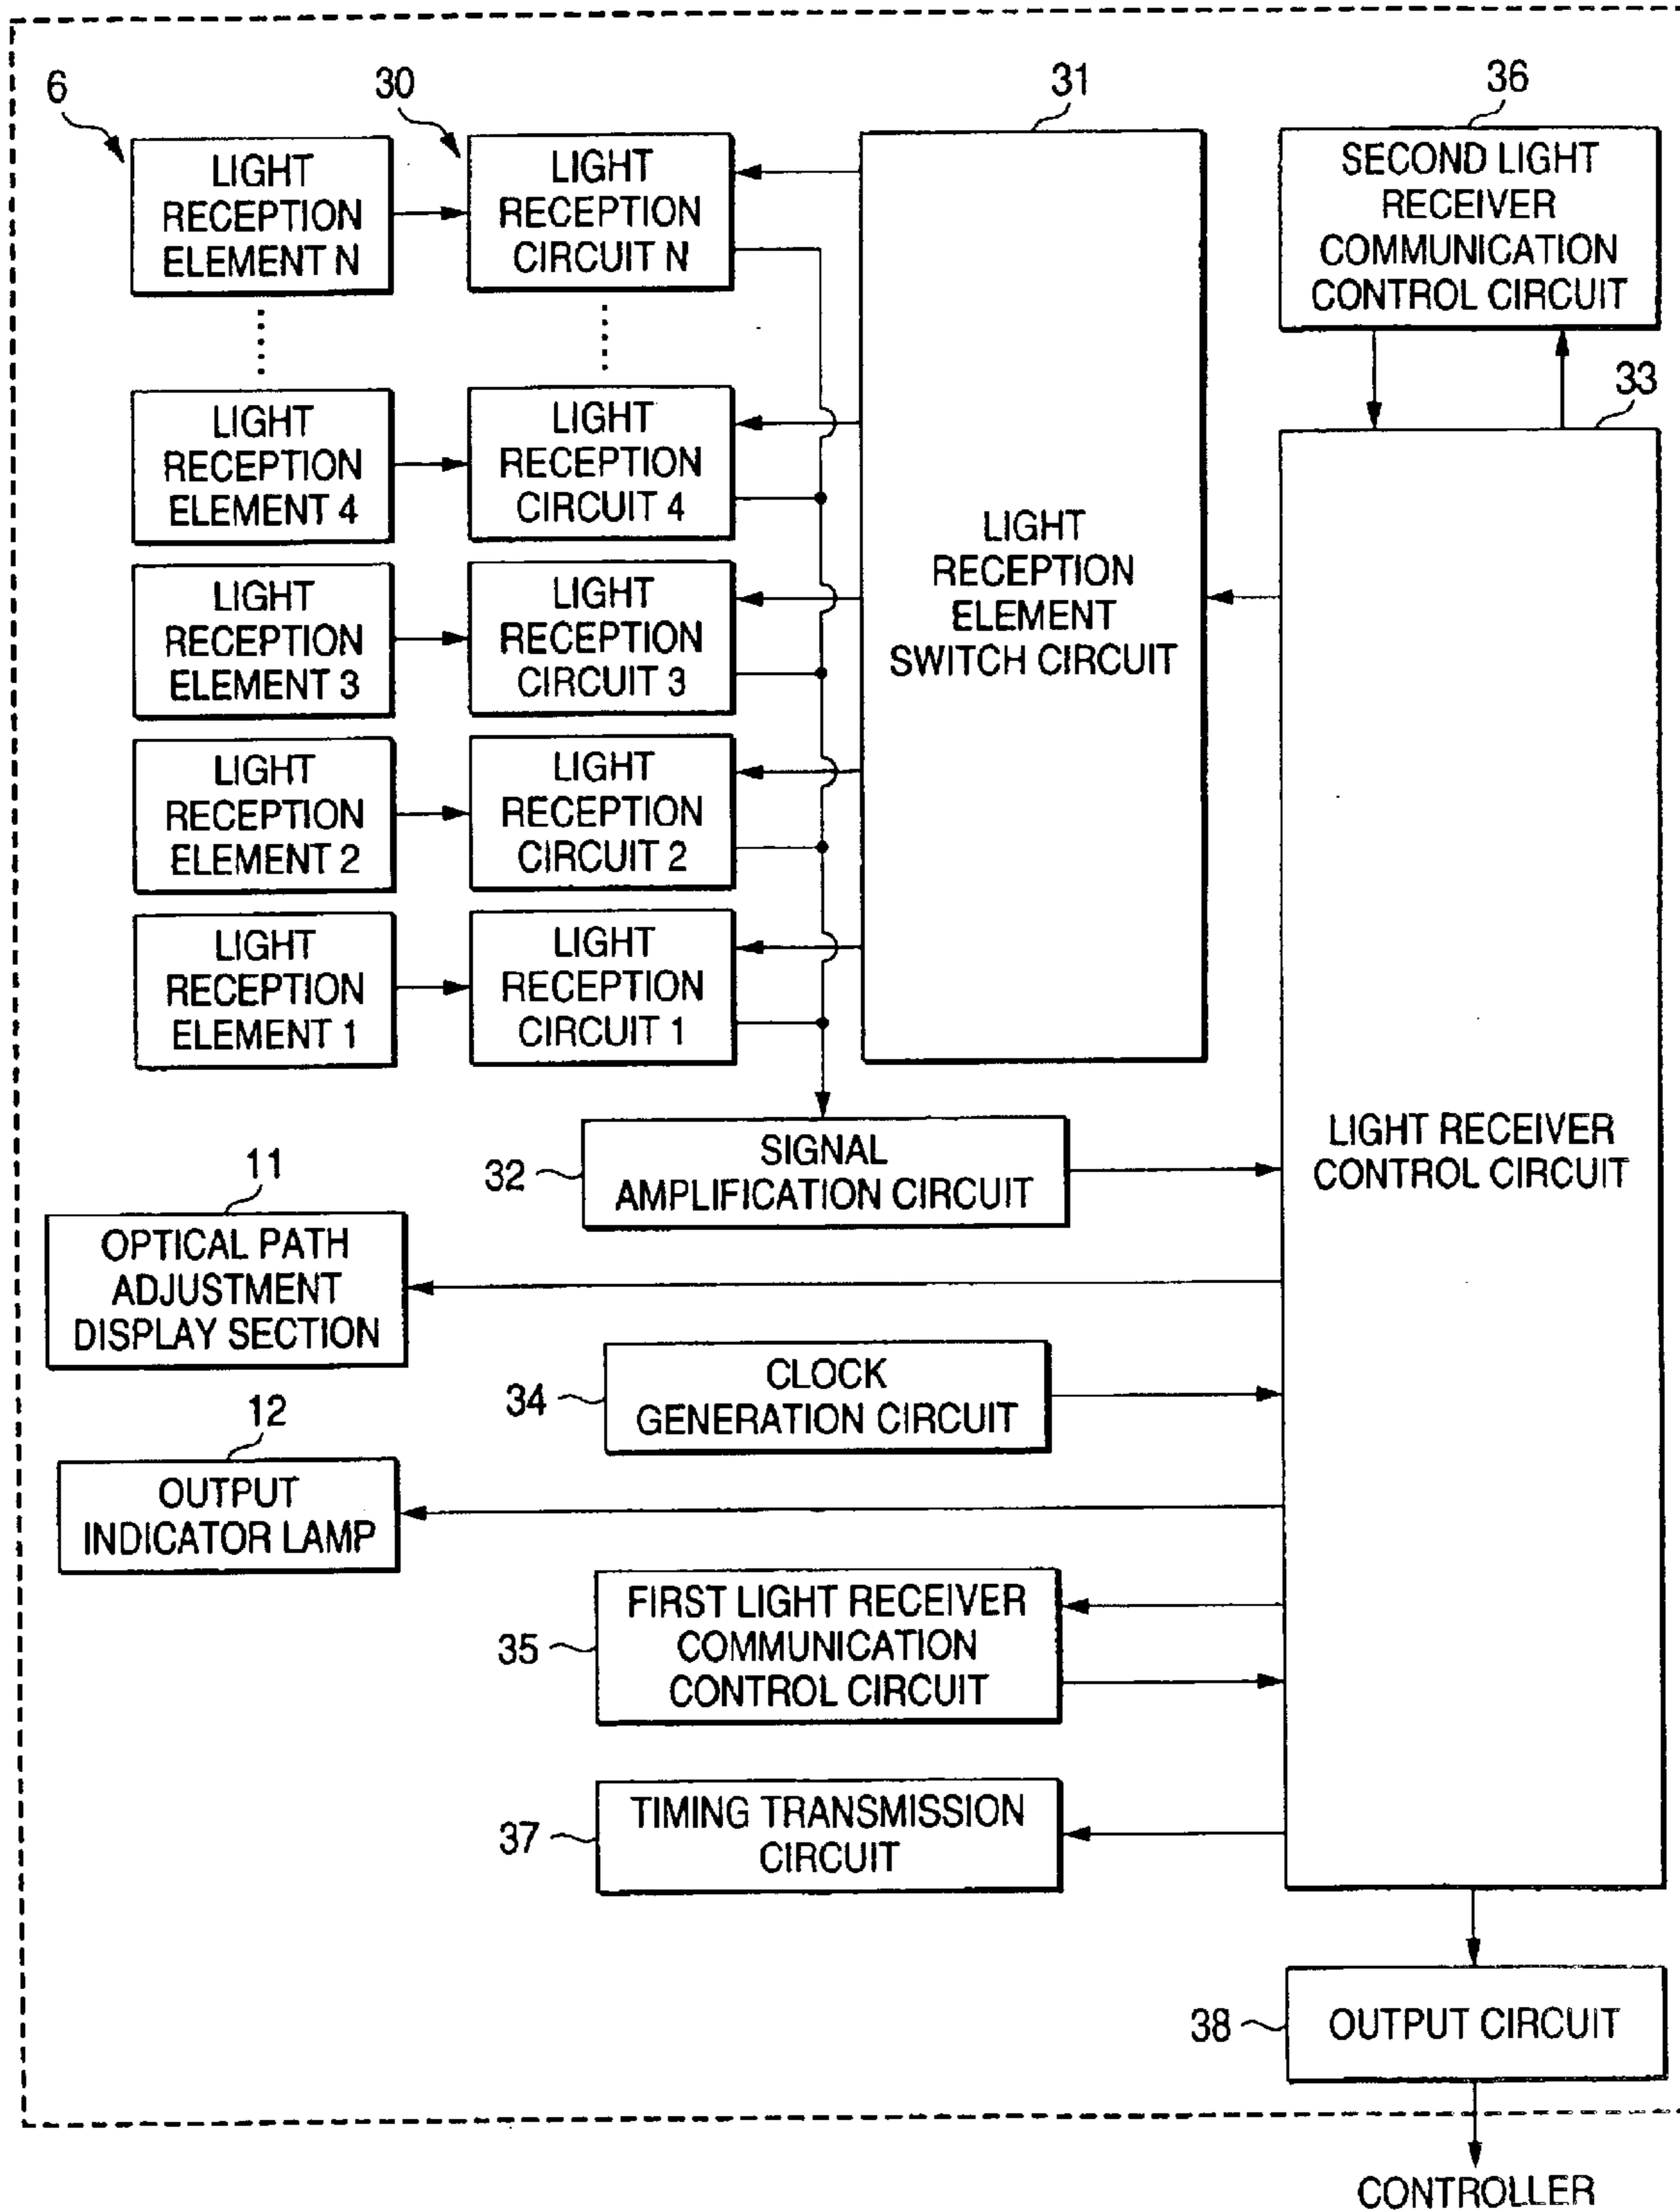 6
30
31
36
LIGHT
RECEPTION
ELEMENT N
LIGHT
RECEPTION
CIRCUIT N
SECOND LIGHT
RECEIVER
COMMUNICATION
CONTROL CIRCUIT
33
LIGHT
RECEPTION
ELEMENT 4
LIGHT
RECEPTION
CIRCUIT 4
LIGHT
RECEPTION
ELEMENT
SWITCH CIRCUIT
LIGHT
RECEPTION
ELEMENT 3
LIGHT
RECEPTION
CIRCUIT 3
LIGHT
RECEPTION
ELEMENT 2
LIGHT
RECEPTION
CIRCUIT 2
LIGHT
RECEPTION
ELEMENT 1
LIGHT
RECEPTION
CIRCUIT 1
LIGHT RECEIVER
CONTROL CIRCUIT
32
SIGNAL
AMPLIFICATION CIRCUIT
11
OPTICAL PATH
ADJUSTMENT
DISPLAY SECTION
34
CLOCK
GENERATION CIRCUIT
12
OUTPUT
INDICATOR LAMP
35
FIRST LIGHT RECEIVER
COMMUNICATION
CONTROL CIRCUIT
37
TIMING TRANSMISSION
CIRCUIT
38
OUTPUT CIRCUIT
CONTROLLER